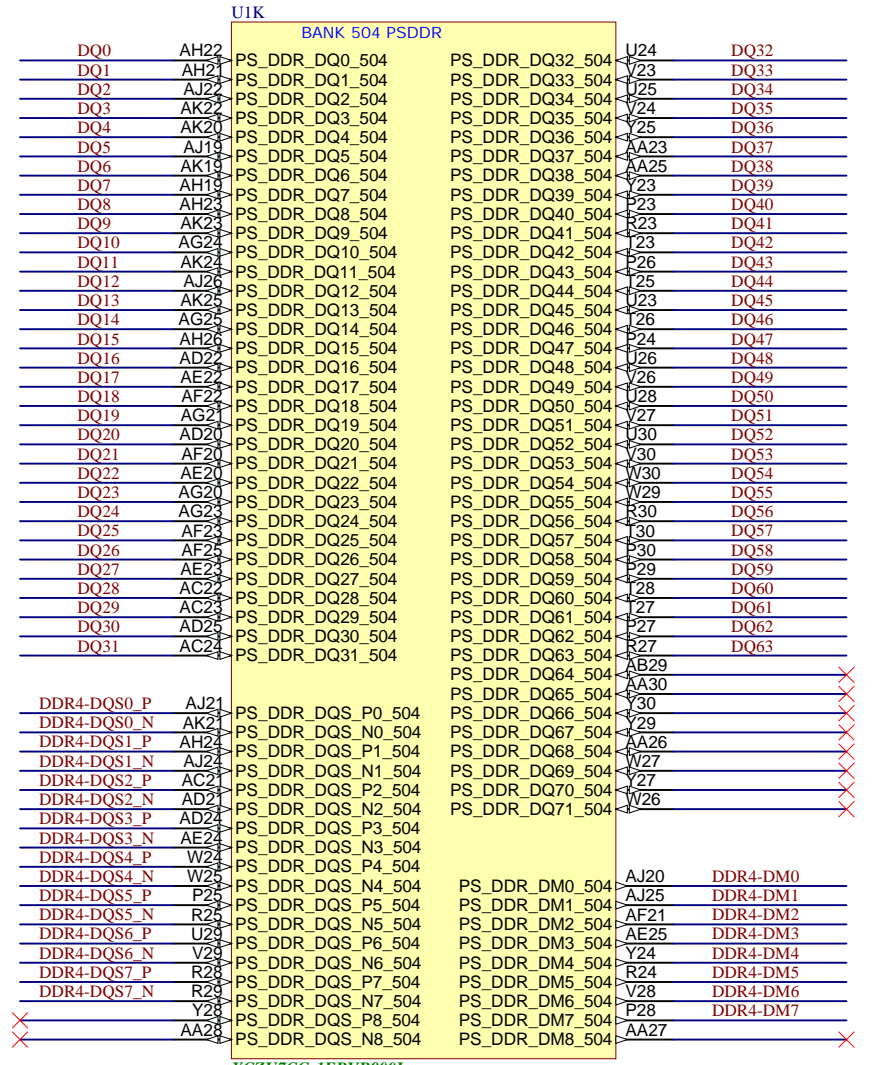 U1K
BANK 504 PSDDR
DQ0 AH22 PS_DDR_DQ0_504 PS_DDR_DQ32_504 U24 DQ32
DQ1 AH21 PS_DDR_DQ1_504 PS_DDR_DQ33_504 V23 DQ33
DQ2 AJ22 PS_DDR_DQ2_504 PS_DDR_DQ34_504 U25 DQ34
DQ3 AK22 PS_DDR_DQ3_504 PS_DDR_DQ35_504 V24 DQ35
DQ4 AK20 PS_DDR_DQ4_504 PS_DDR_DQ36_504 Y25 DQ36
DQ5 AJ19 PS_DDR_DQ5_504 PS_DDR_DQ37_504 AA23 DQ37
DQ6 AK19 PS_DDR_DQ6_504 PS_DDR_DQ38_504 AA25 DQ38
DQ7 AH19 PS_DDR_DQ7_504 PS_DDR_DQ39_504 Y23 DQ39
DQ8 AH23 PS_DDR_DQ8_504 PS_DDR_DQ40_504 P23 DQ40
DQ9 AK23 PS_DDR_DQ9_504 PS_DDR_DQ41_504 R23 DQ41
DQ10 AG24 PS_DDR_DQ10_504 PS_DDR_DQ42_504 T23 DQ42
DQ11 AK24 PS_DDR_DQ11_504 PS_DDR_DQ43_504 P26 DQ43
DQ12 AJ26 PS_DDR_DQ12_504 PS_DDR_DQ44_504 T25 DQ44
DQ13 AK25 PS_DDR_DQ13_504 PS_DDR_DQ45_504 U23 DQ45
DQ14 AG25 PS_DDR_DQ14_504 PS_DDR_DQ46_504 T26 DQ46
DQ15 AH26 PS_DDR_DQ15_504 PS_DDR_DQ47_504 P24 DQ47
DQ16 AD22 PS_DDR_DQ16_504 PS_DDR_DQ48_504 U26 DQ48
DQ17 AE22 PS_DDR_DQ17_504 PS_DDR_DQ49_504 V26 DQ49
DQ18 AF22 PS_DDR_DQ18_504 PS_DDR_DQ50_504 U28 DQ50
DQ19 AG21 PS_DDR_DQ19_504 PS_DDR_DQ51_504 V27 DQ51
DQ20 AD20 PS_DDR_DQ20_504 PS_DDR_DQ52_504 U30 DQ52
DQ21 AF20 PS_DDR_DQ21_504 PS_DDR_DQ53_504 V30 DQ53
DQ22 AE20 PS_DDR_DQ22_504 PS_DDR_DQ54_504 W30 DQ54
DQ23 AG20 PS_DDR_DQ23_504 PS_DDR_DQ55_504 W29 DQ55
DQ24 AG23 PS_DDR_DQ24_504 PS_DDR_DQ56_504 R30 DQ56
DQ25 AF23 PS_DDR_DQ25_504 PS_DDR_DQ57_504 T30 DQ57
DQ26 AF25 PS_DDR_DQ26_504 PS_DDR_DQ58_504 P30 DQ58
DQ27 AE23 PS_DDR_DQ27_504 PS_DDR_DQ59_504 P29 DQ59
DQ28 AC22 PS_DDR_DQ28_504 PS_DDR_DQ60_504 T28 DQ60
DQ29 AC23 PS_DDR_DQ29_504 PS_DDR_DQ61_504 T27 DQ61
DQ30 AD25 PS_DDR_DQ30_504 PS_DDR_DQ62_504 P27 DQ62
DQ31 AC24 PS_DDR_DQ31_504 PS_DDR_DQ63_504 R27 DQ63
PS_DDR_DQ64_504 AB29
PS_DDR_DQ65_504 AA30
DDR4-DQS0_P AJ21 PS_DDR_DQS_P0_504 PS_DDR_DQ66_504 Y30
DDR4-DQS0_N AK21 PS_DDR_DQS_N0_504 PS_DDR_DQ67_504 Y29
DDR4-DQS1_P AH24 PS_DDR_DQS_P1_504 PS_DDR_DQ68_504 AA26
DDR4-DQS1_N AJ24 PS_DDR_DQS_N1_504 PS_DDR_DQ69_504 W27
DDR4-DQS2_P AC21 PS_DDR_DQS_P2_504 PS_DDR_DQ70_504 Y27
DDR4-DQS2_N AD21 PS_DDR_DQS_N2_504 PS_DDR_DQ71_504 W26
DDR4-DQS3_P AD24 PS_DDR_DQS_P3_504
DDR4-DQS3_N AE24 PS_DDR_DQS_N3_504
DDR4-DQS4_P W24 PS_DDR_DQS_P4_504
DDR4-DQS4_N W25 PS_DDR_DQS_N4_504 PS_DDR_DM0_504 AJ20 DDR4-DM0
DDR4-DQS5_P P25 PS_DDR_DQS_P5_504 PS_DDR_DM1_504 AJ25 DDR4-DM1
DDR4-DQS5_N R25 PS_DDR_DQS_N5_504 PS_DDR_DM2_504 AF21 DDR4-DM2
DDR4-DQS6_P U29 PS_DDR_DQS_P6_504 PS_DDR_DM3_504 AE25 DDR4-DM3
DDR4-DQS6_N V29 PS_DDR_DQS_N6_504 PS_DDR_DM4_504 Y24 DDR4-DM4
DDR4-DQS7_P R28 PS_DDR_DQS_P7_504 PS_DDR_DM5_504 R24 DDR4-DM5
DDR4-DQS7_N R29 PS_DDR_DQS_N7_504 PS_DDR_DM6_504 V28 DDR4-DM6
Y28 PS_DDR_DQS_P8_504 PS_DDR_DM7_504 P28 DDR4-DM7
AA28 PS_DDR_DQS_N8_504 PS_DDR_DM8_504 AA27